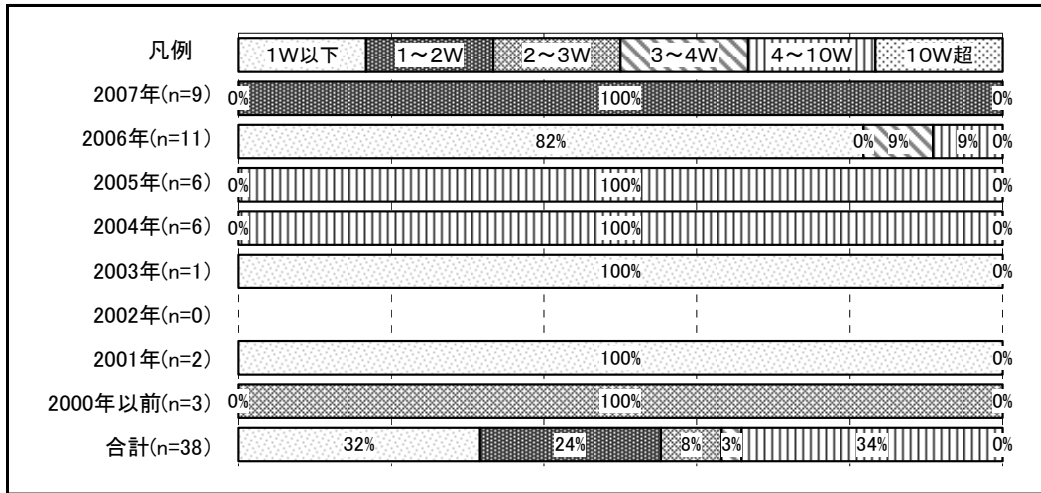 凡例 1W以下 1～2W 2～3W 3～4W 4～10W 10W超
2007年(n=9) 0% 100% 0%
2006年(n=11) 82% 0% 9% 9% 0%
2005年(n=6) 0% 100% 0%
2004年(n=6) 0% 100% 0%
2003年(n=1) 100% 0%
2002年(n=0)
2001年(n=2) 100% 0%
2000年以前(n=3) 0% 100% 0%
合計(n=38) 32% 24% 8% 3% 34% 0%